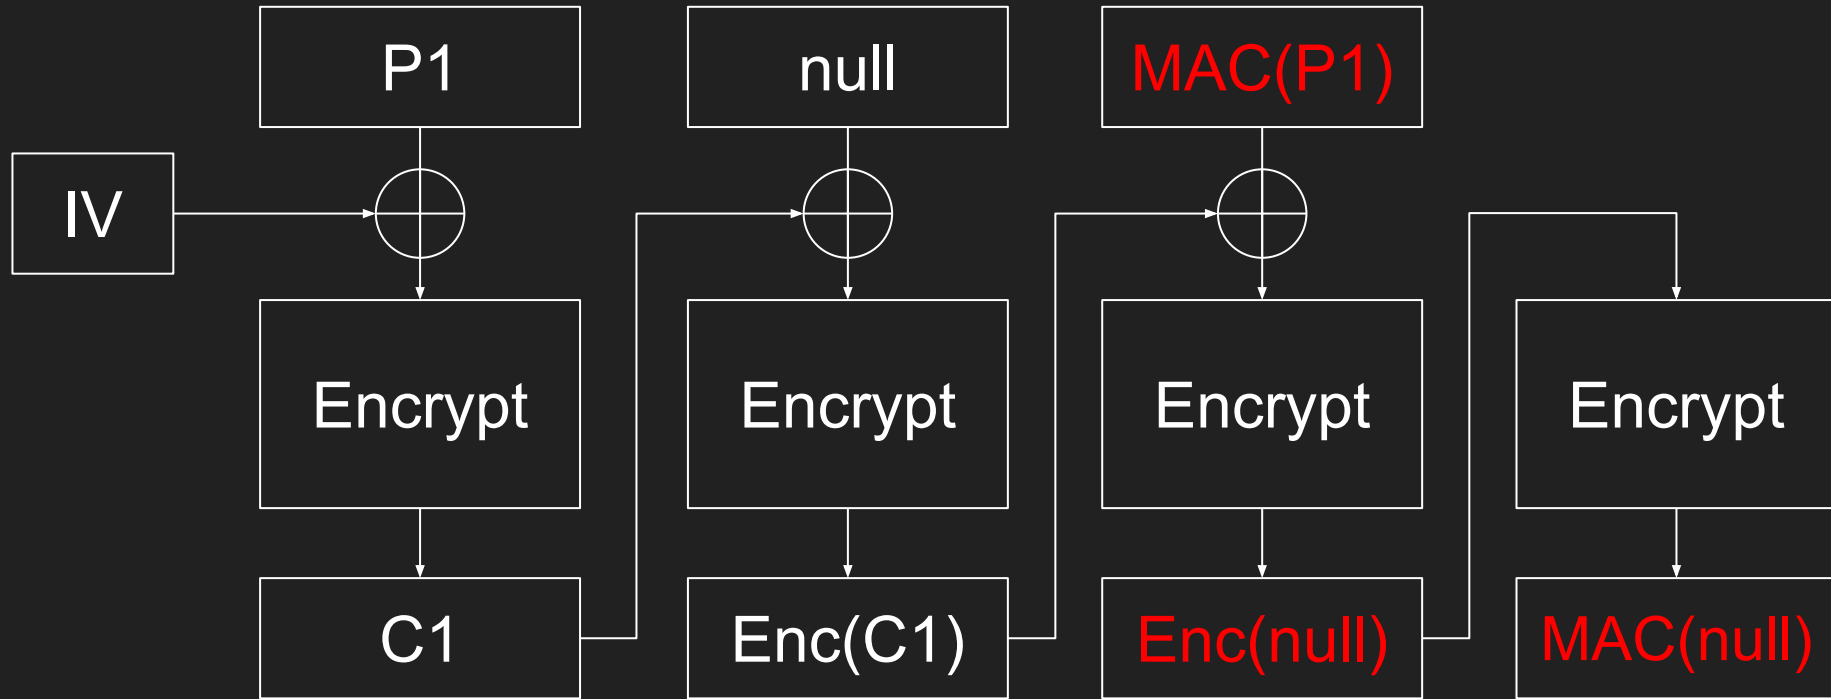 P1
null
MAC(P1)
IV
Encrypt
Encrypt
Encrypt
Encrypt
C1
Enc(C1)
Enc(null)
MAC(null)